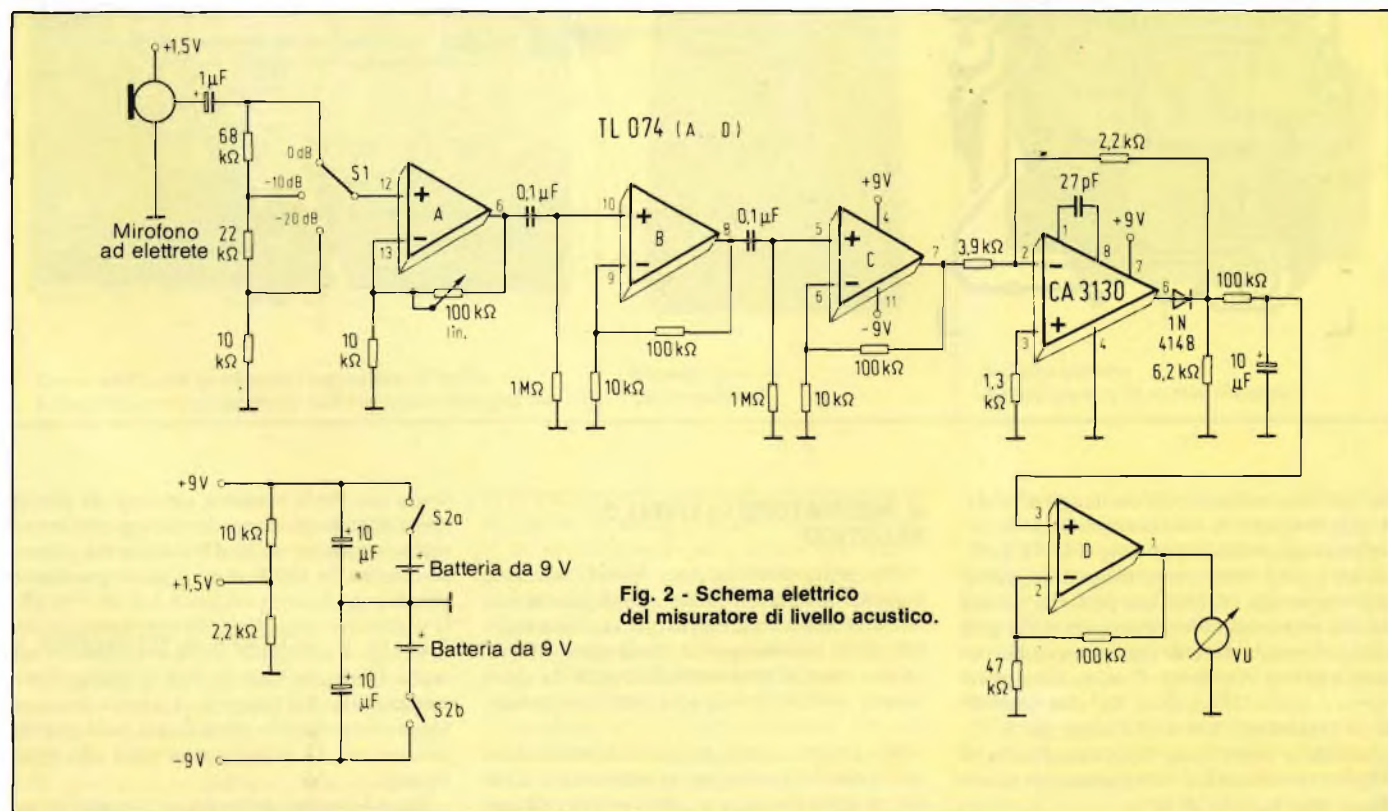 +1,5V
1µF
+
68
kΩ
0dB
S1
-10dB
-20dB
22
kΩ
10
kΩ
Mirofono
ad elettrete
12
+
A
6
-
13
100kΩ
lin.
10
kΩ
TL 074 (A...D)
0,1µF
1MΩ
10
+
B
8
-
9
100kΩ
10kΩ
0,1µF
1MΩ
+9V
4
5
+
C
7
-
6
11
-9V
100kΩ
10kΩ
3,9kΩ
2,2kΩ
27pF
1
8
+9V
7
2
-
CA 3130
6
+
3
4
1,3
kΩ
1N
4148
100kΩ
6,2kΩ
10
µF
+
+9V
10kΩ
+1,5V
2,2kΩ
-9V
+
10
µF
+
10
µF
S2a
Batteria da 9 V
+
Batteria da 9 V
S2b
Fig. 2 - Schema elettrico
del misuratore di livello acustico.
3
+
D
1
-
2
100kΩ
47
kΩ
VU